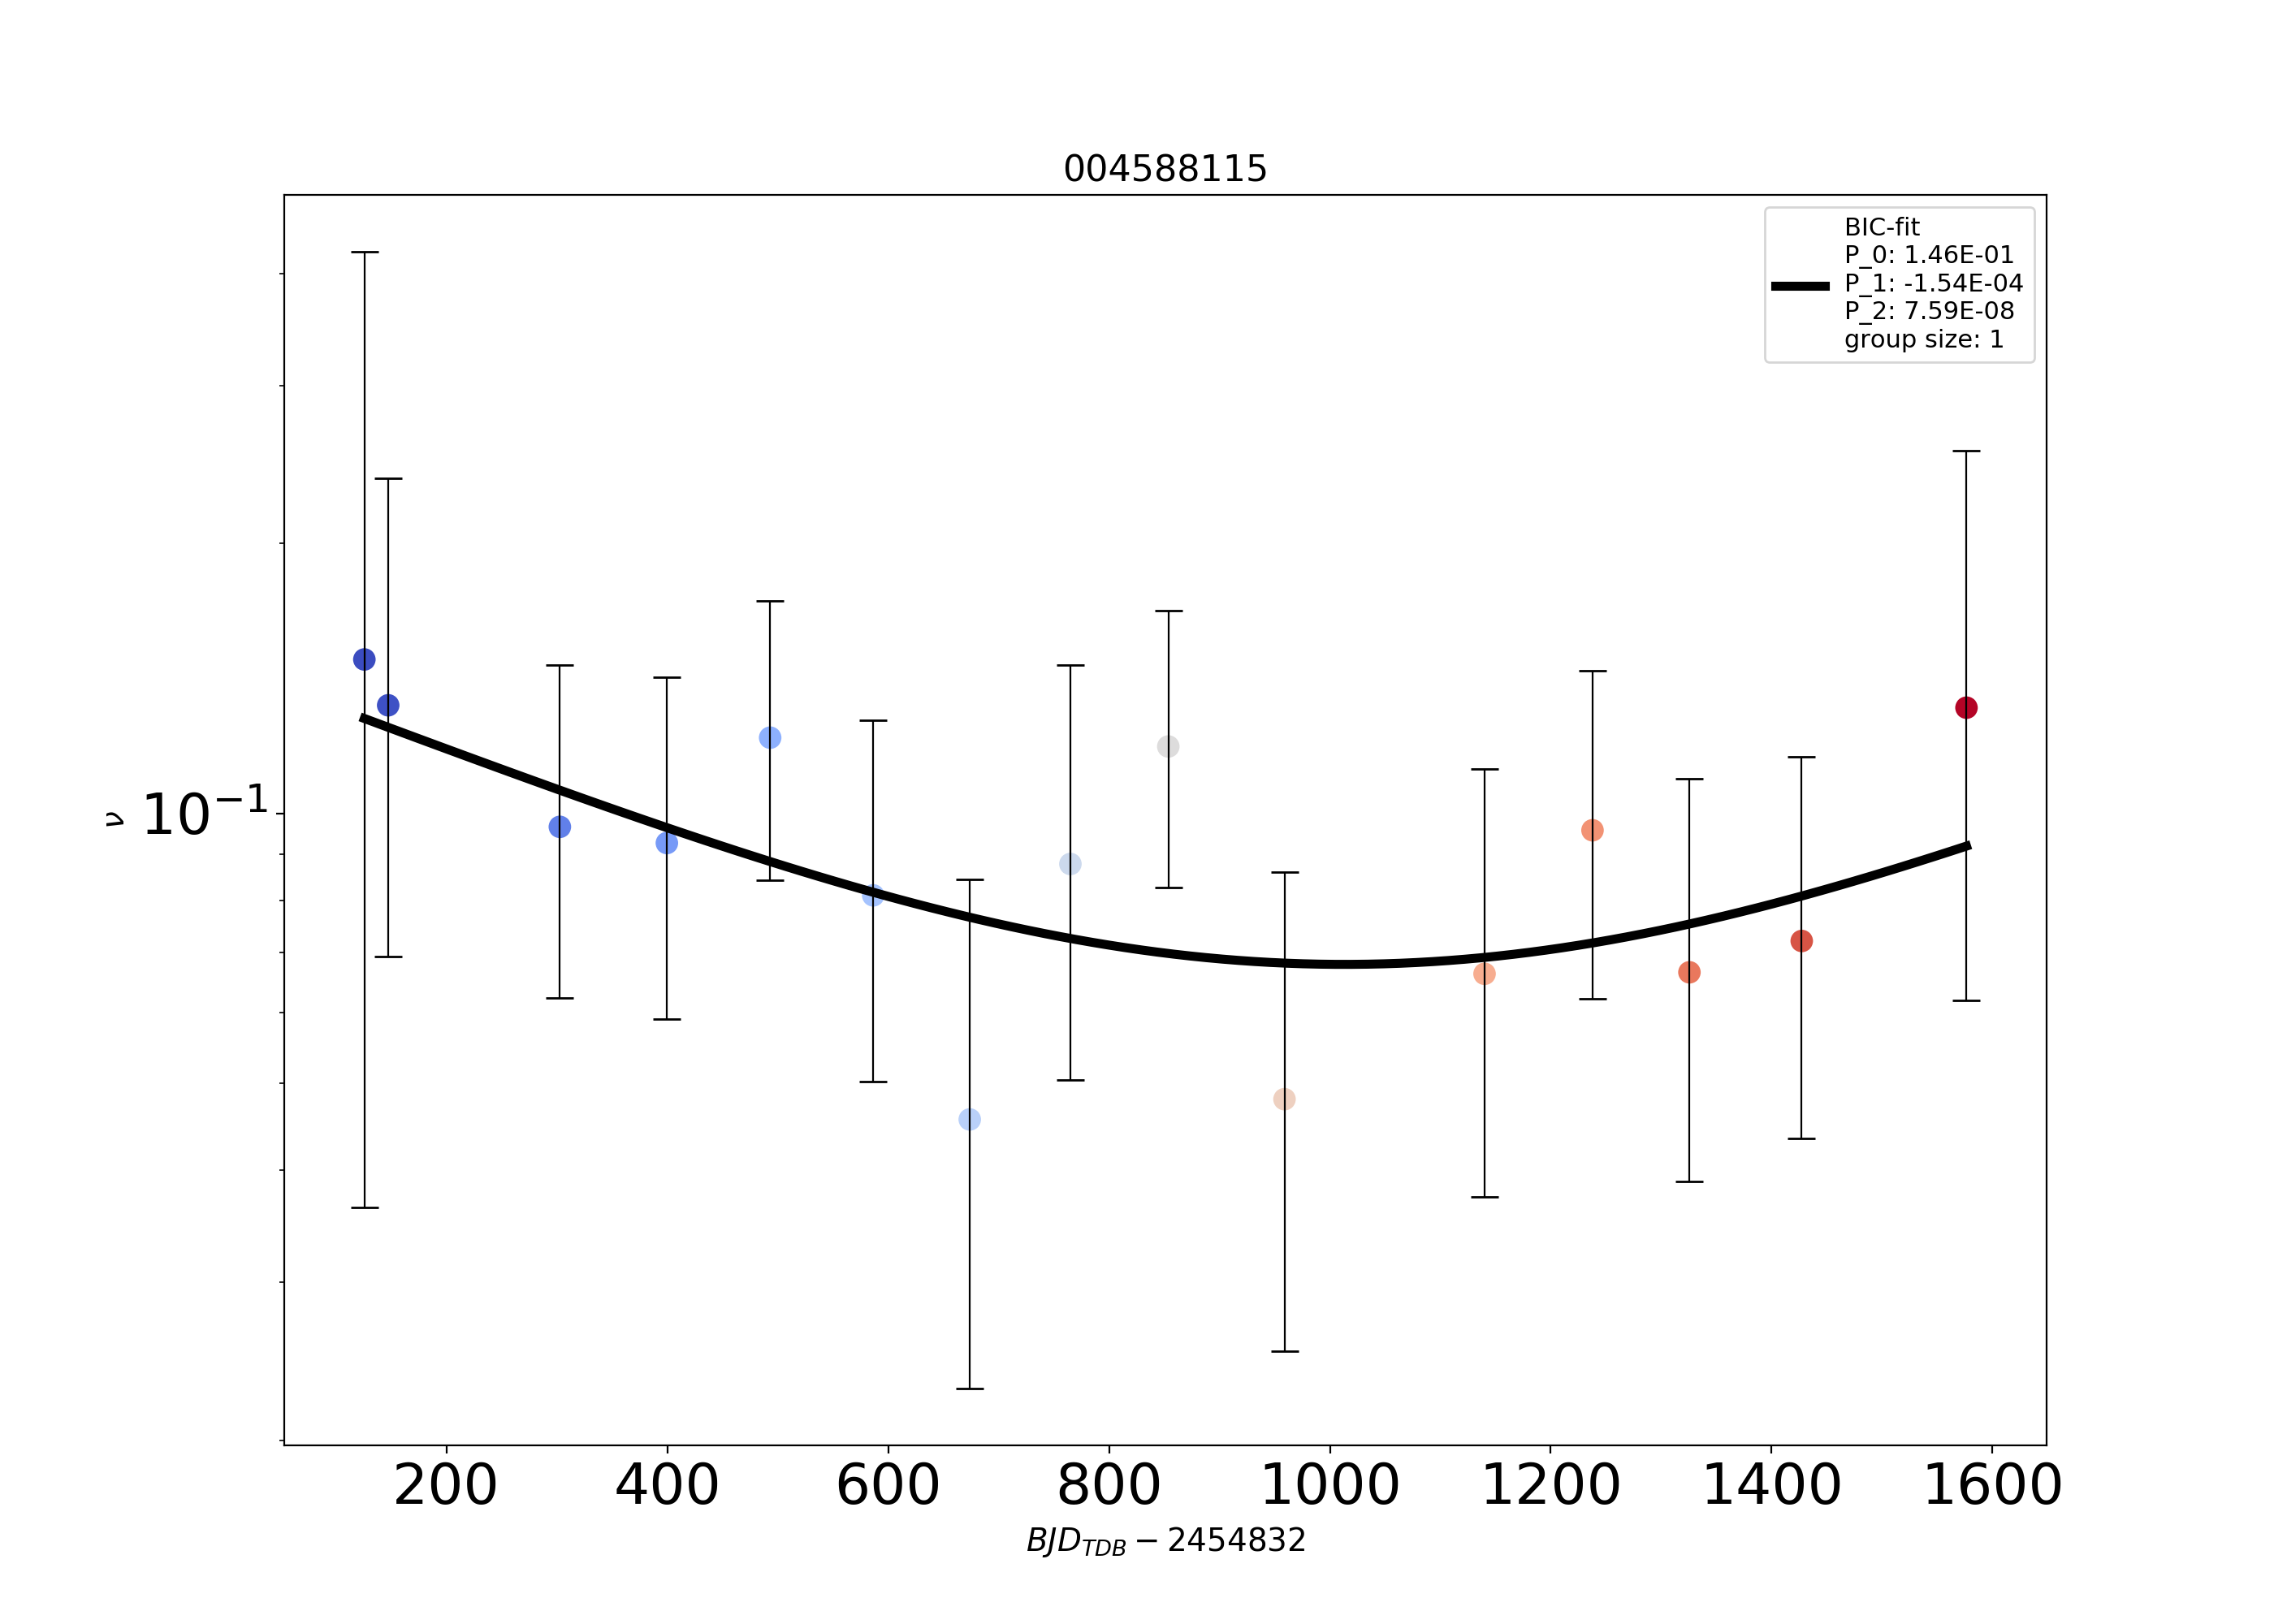 004588115
BIC-fit
P_0: 1.46E-01
P_1: -1.54E-04
P_2: 7.59E-08
group size: 1
ν
10⁻¹
200 400 600 800 1000 1200 1400 1600
BJD_TDB − 2454832